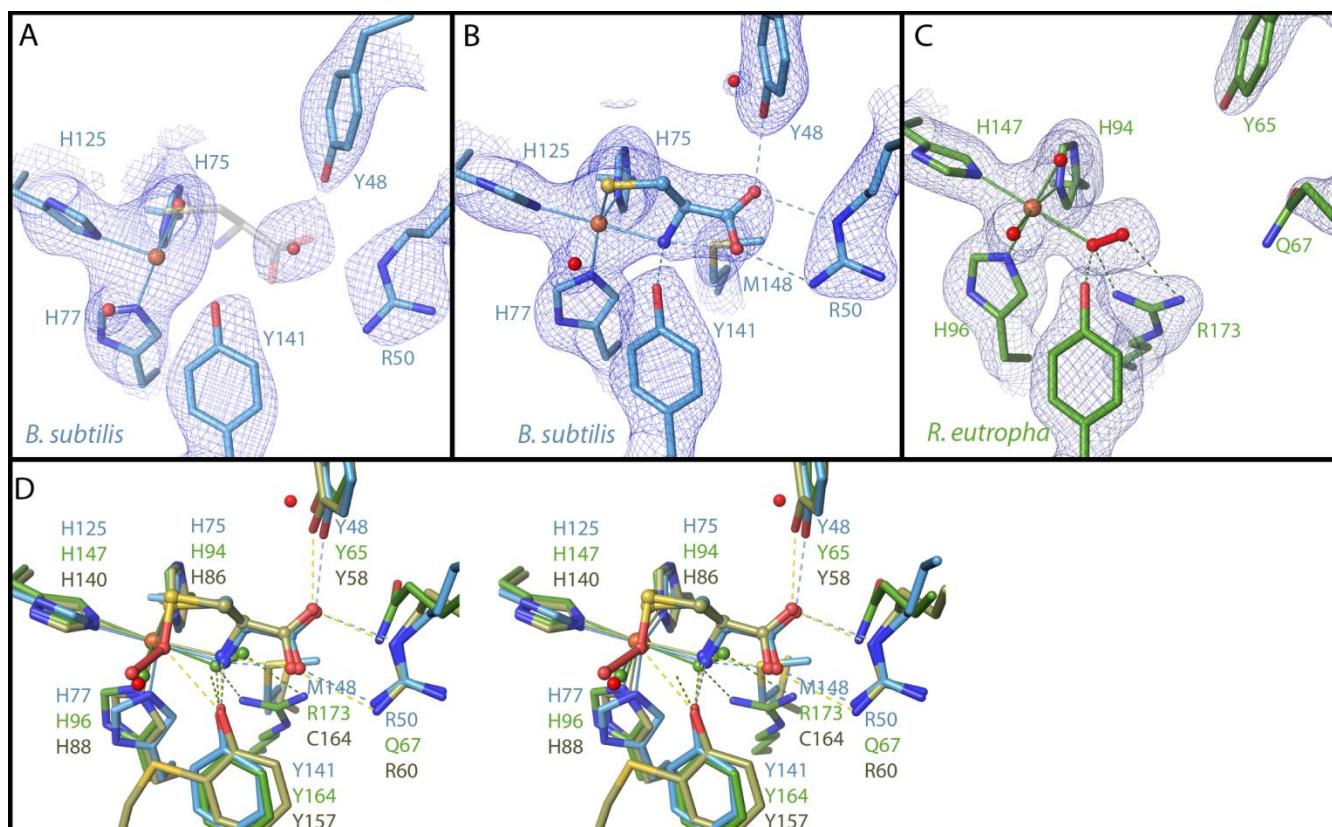 A
H125
H75
Y48
H77
Y141
R50
B. subtilis
B
H125
H75
Y48
H77
M148
Y141
R50
B. subtilis
C
H147
H94
Y65
Q67
H96
R173
R. eutropha
D
H125 H75 Y48
H147 H94 Y65
H140 H86 Y58
H77 M148
H96 R173 R50
H88 C164 Q67
Y141 R60
Y164
Y157
H125 H75 Y48
H147 H94 Y65
H140 H86 Y58
H77 M148
H96 R173 R50
H88 C164 Q67
Y141 R60
Y164
Y157